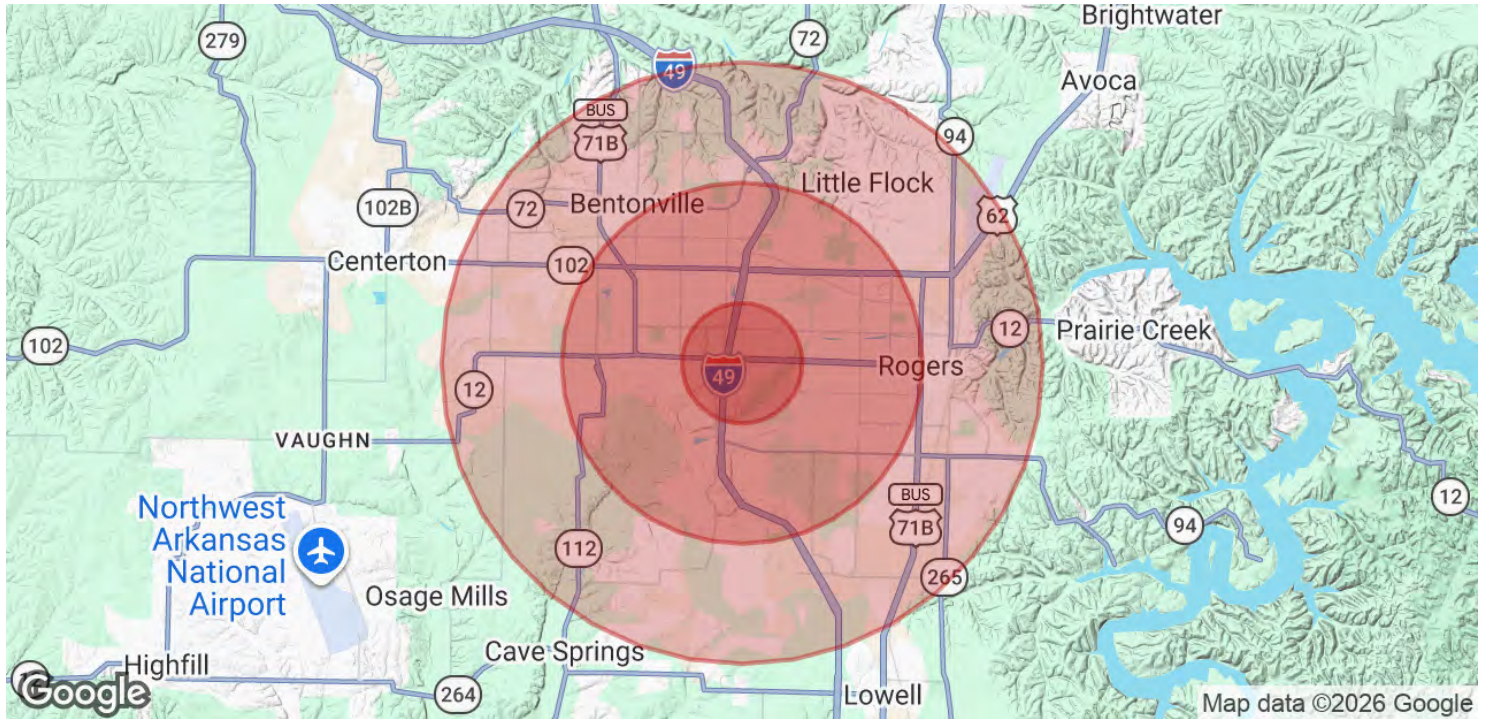 Brightwater
279
72
49
Avoca
BUS
71B
94
Little Flock
102B
72
Bentonville
62
Centerton
102
12
Prairie Creek
102
49
Rogers
12
VAUGHN
BUS
71B
12
Northwest
Arkansas
National
Airport
94
112
265
Osage Mills
Cave Springs
Highfill
264
Lowell
Google
Map data ©2026 Google